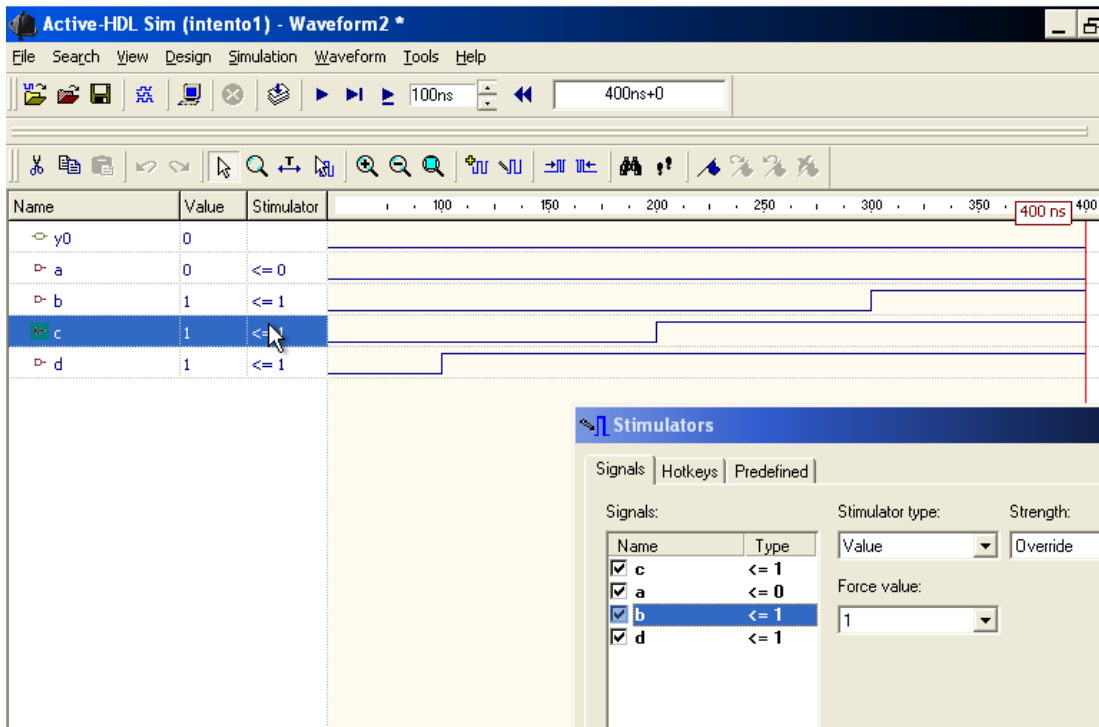 Active-HDL Sim (intento1) - Waveform2 *
File Search View Design Simulation Waveform Tools Help
100ns 400ns+0
Name Value Stimulator 100 150 200 250 300 350 400 ns 400
y0 0
a 0 <= 0
b 1 <= 1
c 1
d 1 <= 1
Stimulators
Signals Hotkeys Predefined
Signals: Stimulator type: Strength:
Name Type Value Override
c <= 1
a <= 0 Force value:
b <= 1 1
d <= 1